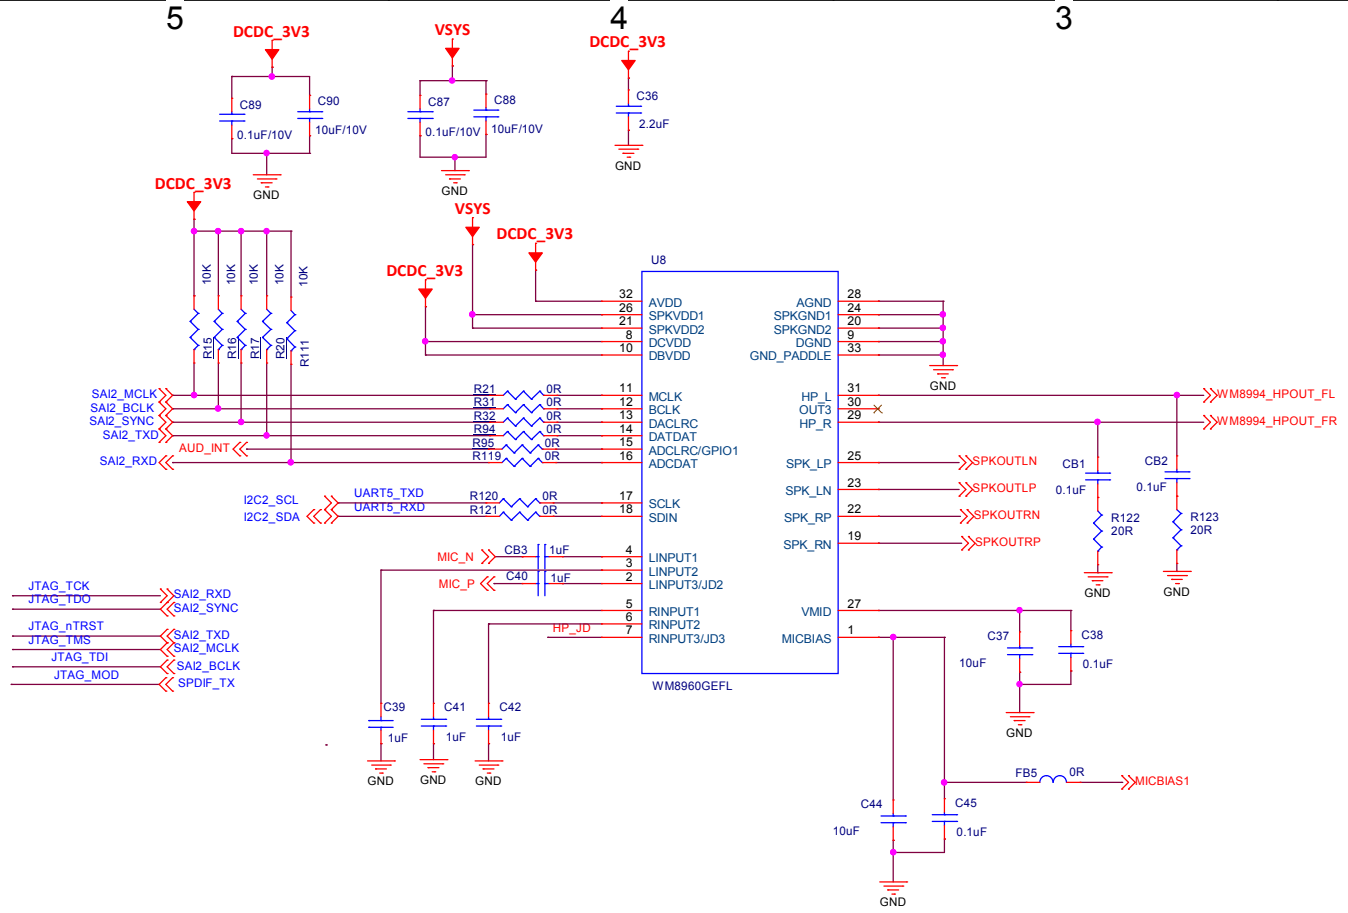 5 4 3
DCDC_3V3 VSYS DCDC_3V3
C89 C90 C87 C88 C36
0.1uF/10V 10uF/10V 0.1uF/10V 10uF/10V 2.2uF
GND GND GND
DCDC_3V3
VSYS
DCDC_3V3
DCDC_3V3
10K 10K 10K 10K 10K
R15 R16 R17 R20 R111
U8
32 AVDD AGND 28
26 SPKVDD1 SPKGND1 24
21 SPKVDD2 SPKGND2 20
8 DCVDD DGND 9
10 DBVDD GND_PADDLE 33
GND
SAI2_MCLK R21 0R 11 MCLK HP_L 31 WM8994_HPOUT_FL
SAI2_BCLK R31 0R 12 BCLK OUT3 30
SAI2_SYNC R32 0R 13 DACLRC HP_R 29 WM8994_HPOUT_FR
SAI2_TXD R94 0R 14 DATDAT
AUD_INT R95 0R 15 ADCLRC/GPIO1
SAI2_RXD R119 0R 16 ADCDAT SPK_LP 25 SPKOUTLN
SPK_LN 23 SPKOUTLP
I2C2_SCL UART5_TXD R120 0R 17 SCLK
I2C2_SDA UART5_RXD R121 0R 18 SDIN SPK_RP 22 SPKOUTRN
SPK_RN 19 SPKOUTRP
CB1 CB2
0.1uF 0.1uF
R122 R123
20R 20R
GND GND
MIC_N CB3 1uF 4 LINPUT1
3 LINPUT2
MIC_P C40 1uF 2 LINPUT3/JD2
5 RINPUT1 VMID 27
6 RINPUT2
HP_JD 7 RINPUT3/JD3 MICBIAS 1
WM8960GEFL
JTAG_TCK SAI2_RXD
JTAG_TDO SAI2_SYNC
JTAG_nTRST SAI2_TXD
JTAG_TMS SAI2_MCLK
JTAG_TDI SAI2_BCLK
JTAG_MOD SPDIF_TX
C37 C38
10uF 0.1uF
GND
C39 C41 C42
1uF 1uF 1uF
GND GND GND
FB5 0R MICBIAS1
C44 C45
10uF 0.1uF
GND